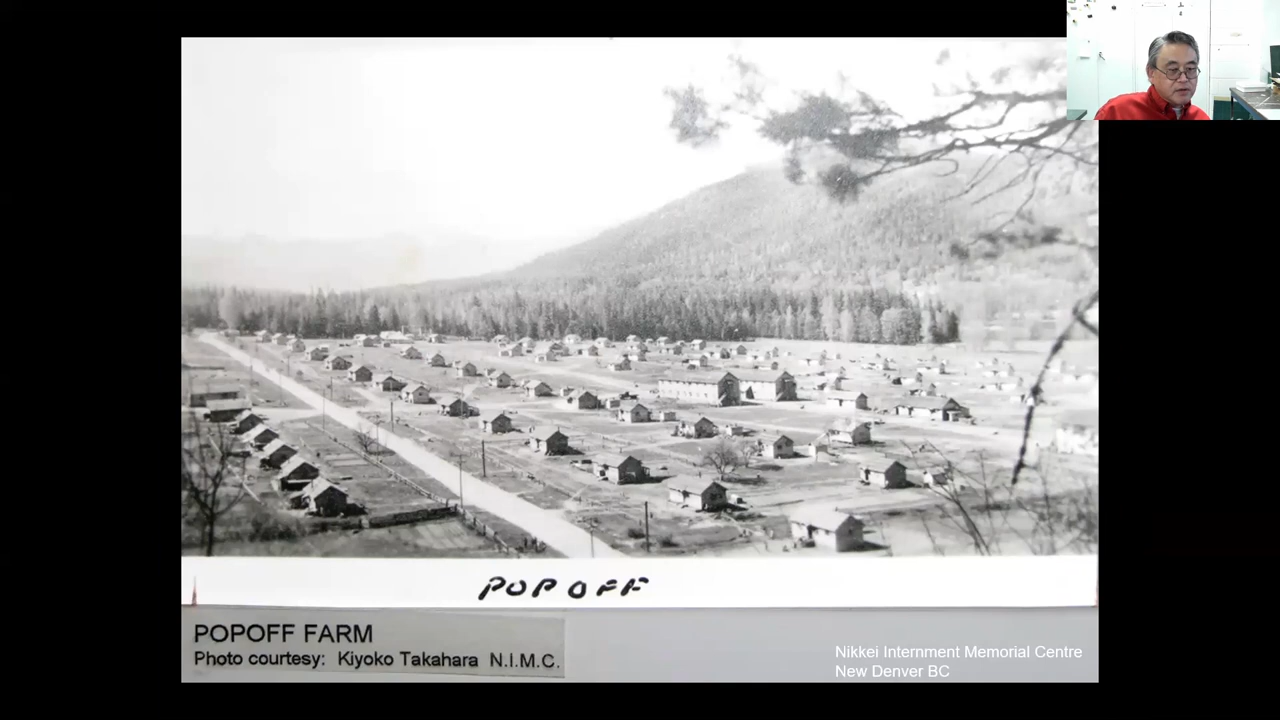 POPOFF
POPOFF FARM
Photo courtesy: Kiyoko Takahara N.I.M.C.
Nikkei Internment Memorial Centre
New Denver BC